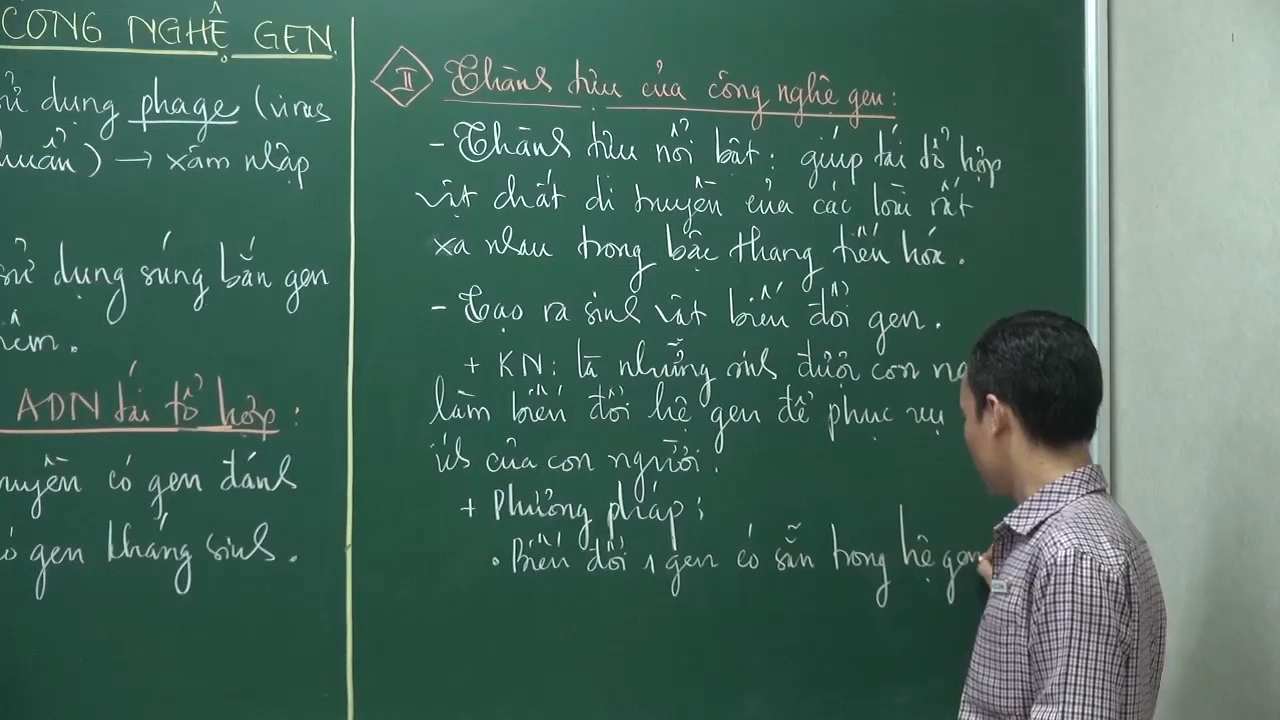 CÔNG NGHỆ GEN
sử dụng phage (virus
khuẩn) → xâm nhập
sử dụng súng bắn gen
tiêm.
ADN tái tổ hợp:
truyền có gen đánh
có gen kháng sinh.
II Thành tựu của công nghệ gen:
- Thành tựu nổi bật: giúp tái tổ hợp
vật chất di truyền của các loài rất
xa nhau trong bậc thang tiến hóa.
- Tạo ra sinh vật biến đổi gen.
+ KN: là những sinh được con ng
làm biến đổi hệ gen để phục vụ
ích của con người.
+ Phương pháp:
• Biến đổi 1 gen có sẵn trong hệ gen